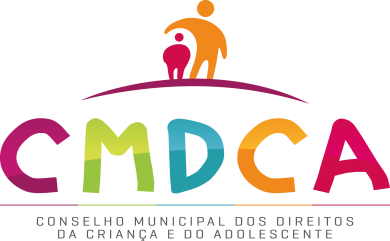 CMDCA
CONSELHO MUNICIPAL DOS DIREITOS
DA CRIANÇA E DO ADOLESCENTE